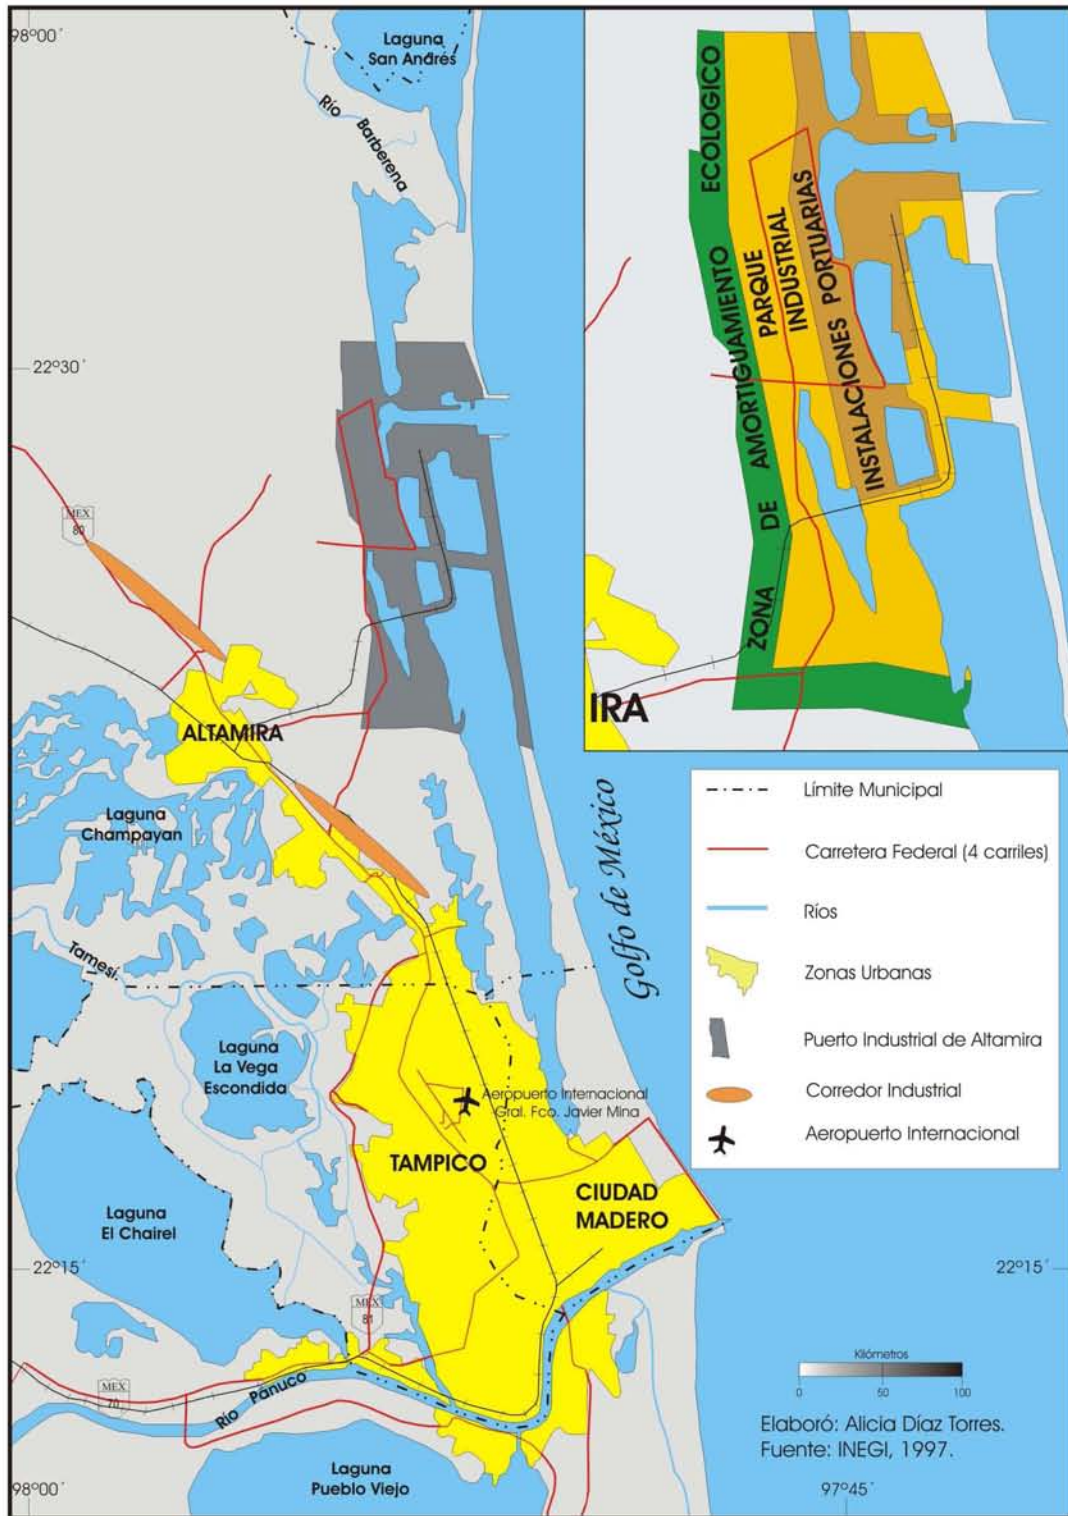 98°00´
Laguna
San Andrés
Río Barberena
22°30´
MEX
80
ALTAMIRA
Laguna
Champayan
Tamesí.
Laguna
La Vega
Escondida
Aeropuerto Internacional
Gral. Fco. Javier Mina
TAMPICO
CIUDAD
MADERO
Laguna
El Chairel
22°15´
22°15´
MEX
81
MEX
70
Río Pánuco
Laguna
Pueblo Viejo
98°00´
97°45´
Golfo de México
ZONA DE AMORTIGUAMIENTO ECOLOGICO
PARQUE
INDUSTRIAL
INSTALACIONES PORTUARIAS
IRA
Límite Municipal
Carretera Federal (4 carriles)
Ríos
Zonas Urbanas
Puerto Industrial de Altamira
Corredor Industrial
Aeropuerto Internacional
Kilómetros
0 50 100
Elaboró: Alicia Díaz Torres.
Fuente: INEGI, 1997.